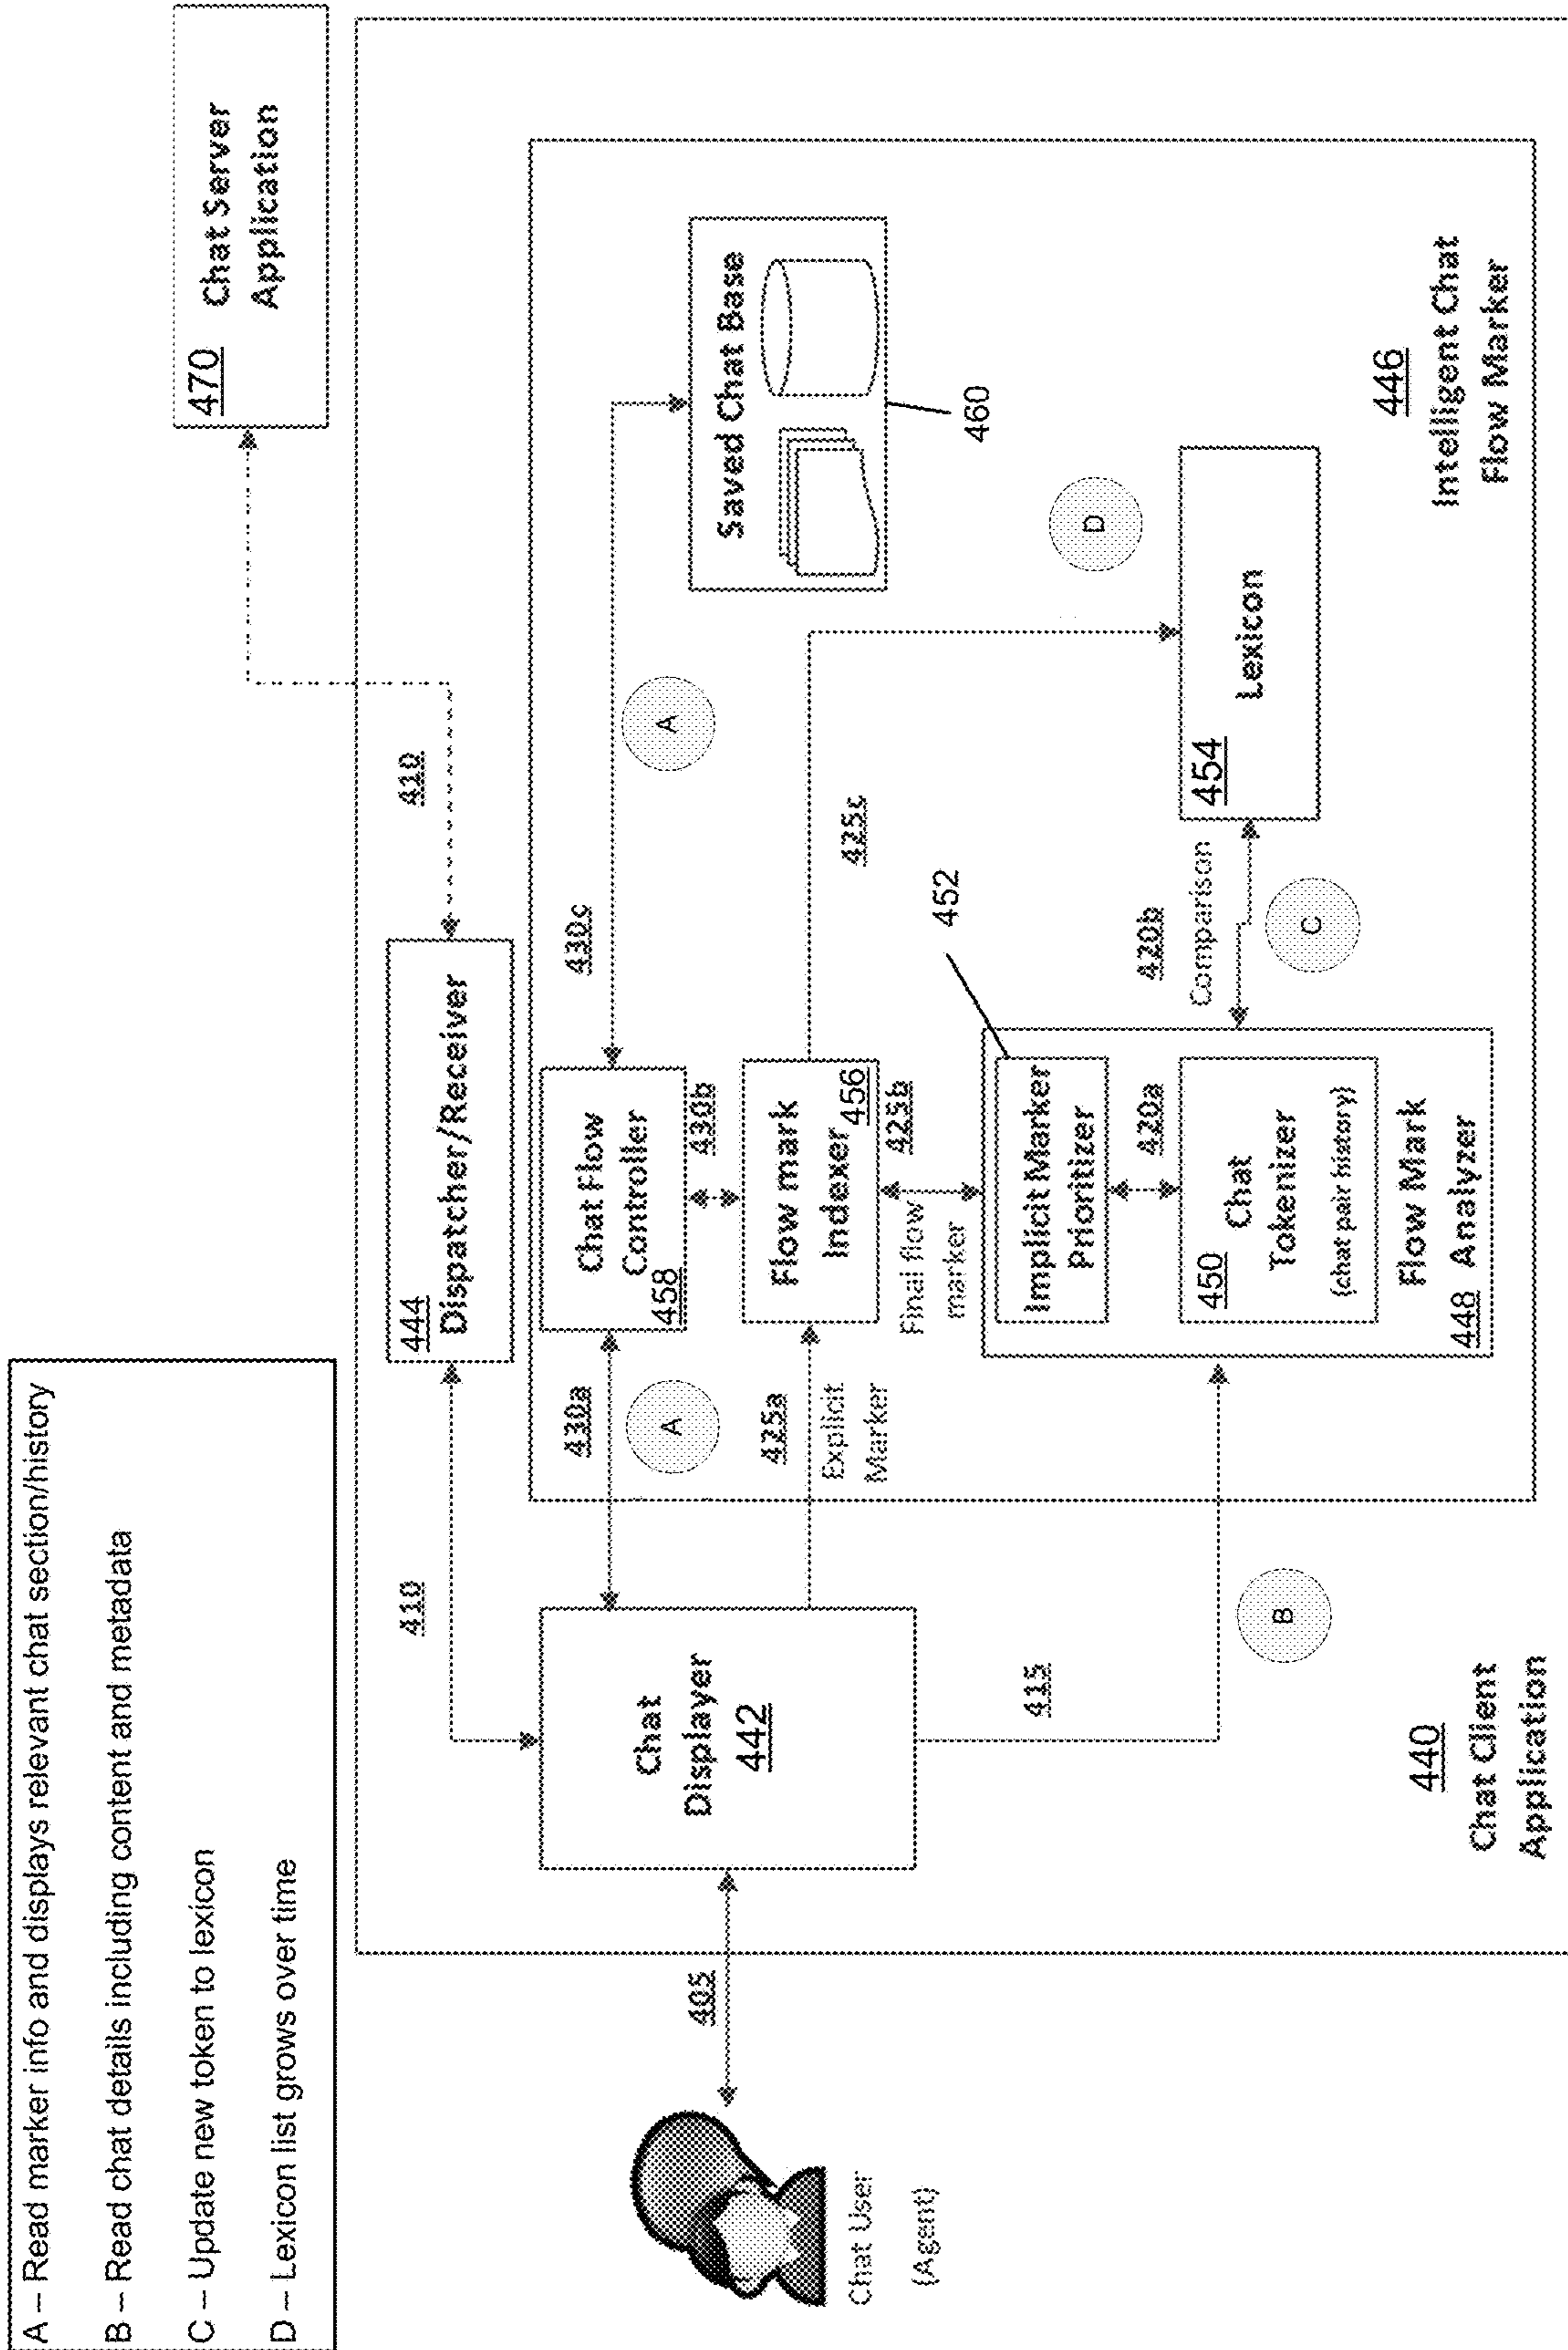 A – Read marker info and displays relevant chat section/history
B – Read chat details including content and metadata
C – Update new token to lexicon
D – Lexicon list grows over time
470 Chat Server
Application
410
410
444
Dispatcher/Receiver
430a
A
Chat Flow
Controller
458
430c
A
Saved Chat Base
460
430b
405
Chat User
(Agent)
Chat
Displayer
442
425a
Explicit
Marker
Flow mark
Indexer
456
425c
425b
Final flow
marker
452
Implicit Marker
Prioritizer
420a
450
Chat
Tokenizer
(chat pair history)
Flow Mark
448 Analyzer
420b
Comparison
C
D
454
Lexicon
415
B
440
Chat Client
Application
446
Intelligent Chat
Flow Marker